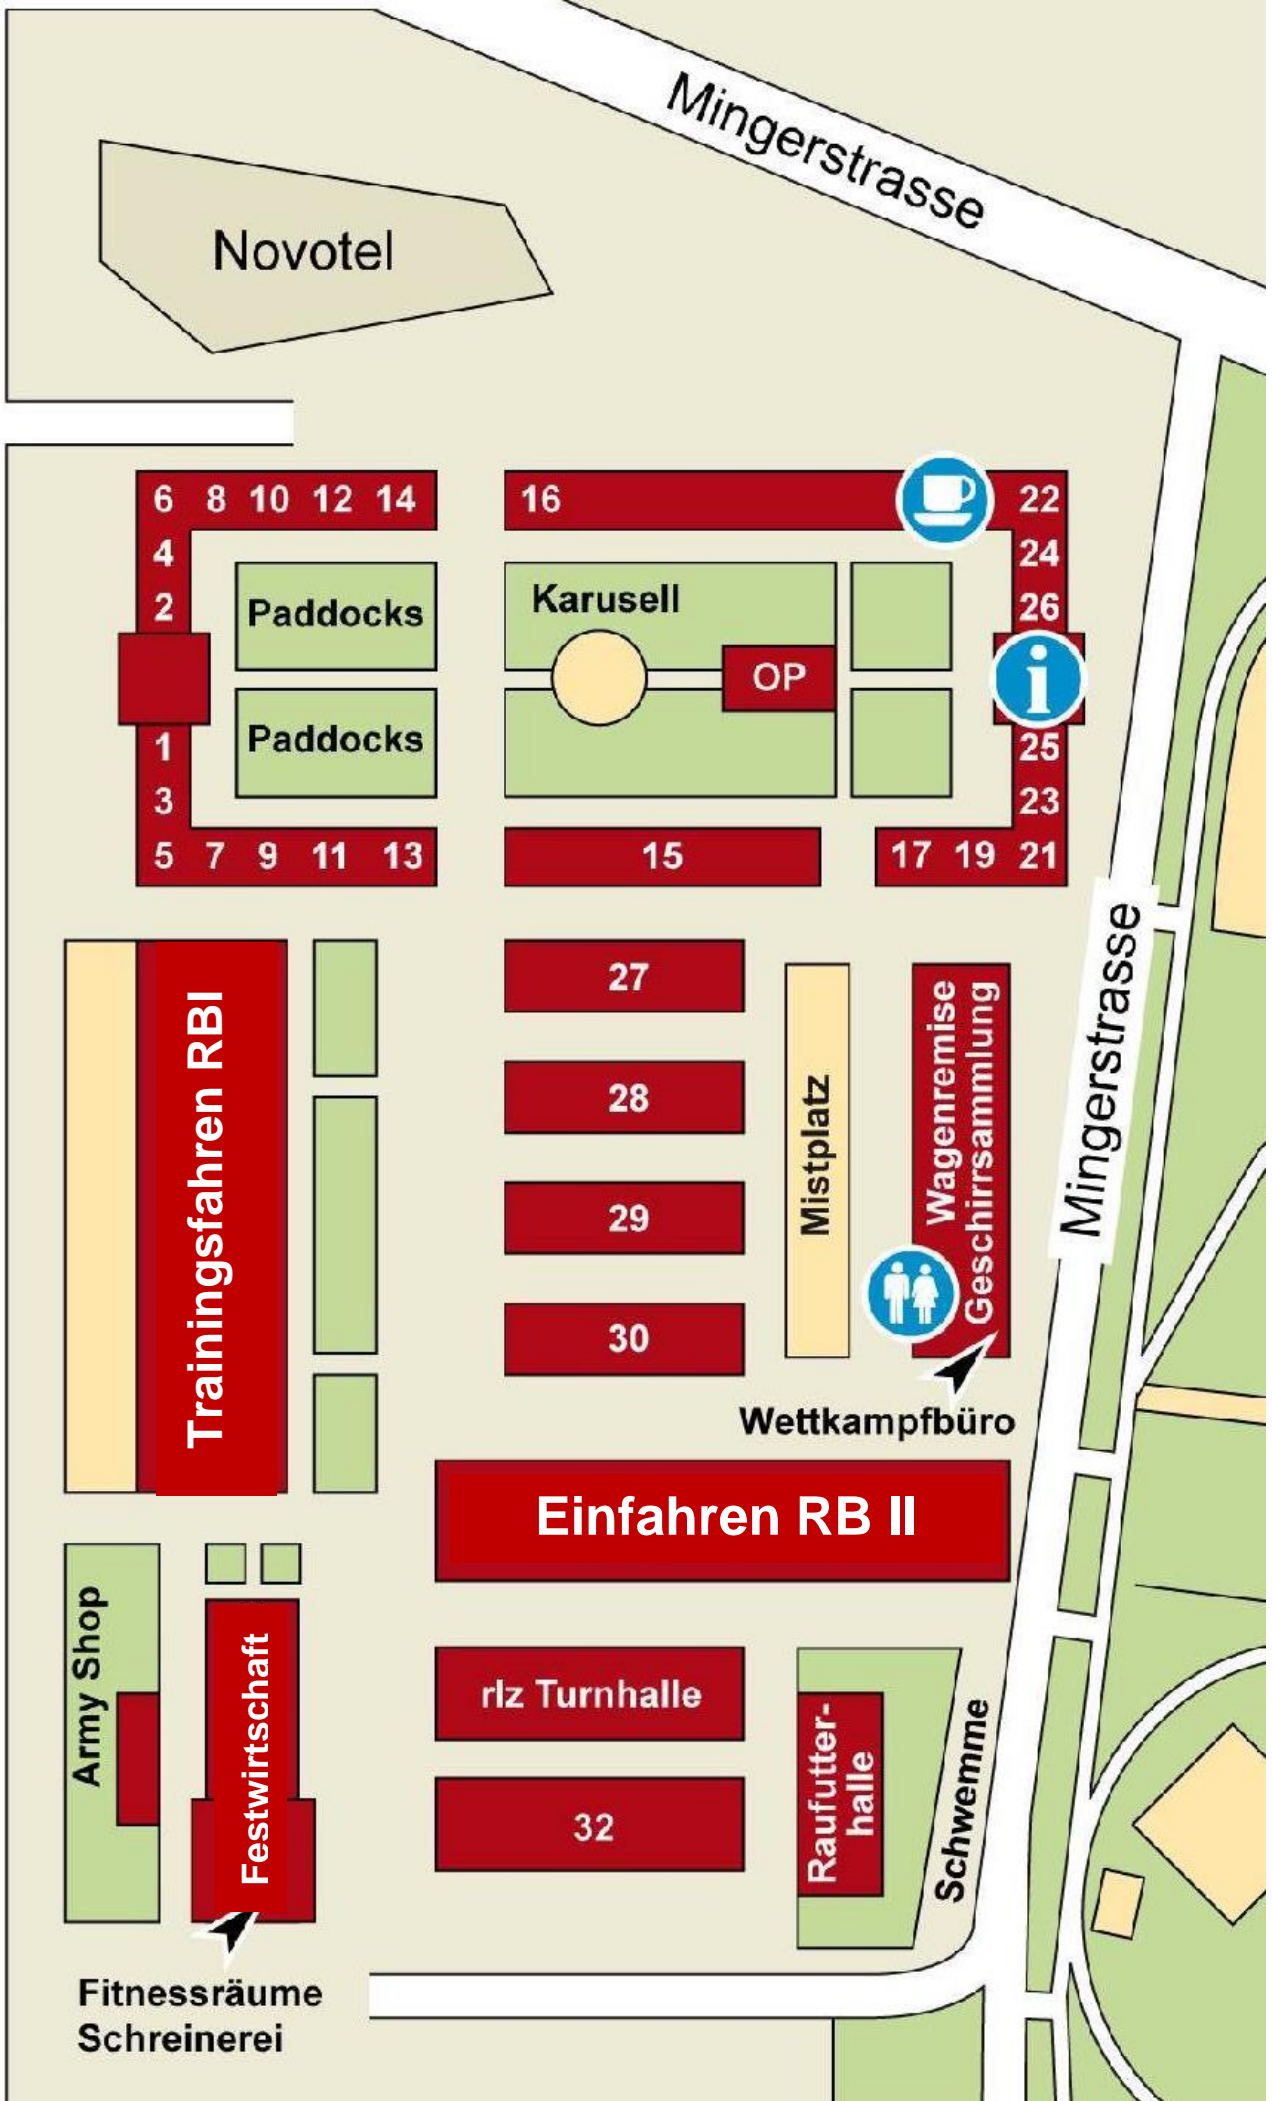 Mingerstrasse
Novotel
6 8 10 12 14
16
22
4
24
2
26
Paddocks
Karusell
OP
i
Paddocks
1
25
3
23
5 7 9 11 13
15
17 19 21
Trainingsfahren RBI
27
28
29
30
Mistplatz
Wagenremise
Geschirrsammlung
Mingerstrasse
Wettkampfbüro
Einfahren RB II
Army Shop
Festwirtschaft
rlz Turnhalle
32
Raufutter-
halle
Schwemme
Fitnessräume
Schreinerei